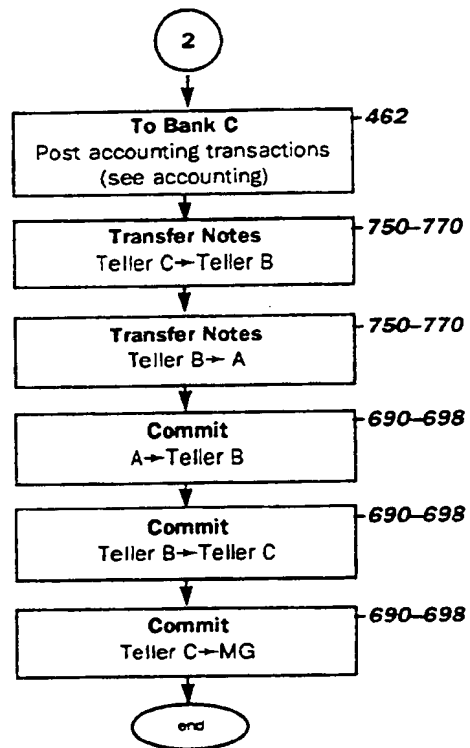 2
To Bank C
462
Post accounting transactions
(see accounting)
Transfer Notes
750–770
Teller C→Teller B
Transfer Notes
750–770
Teller B→A
Commit
690–698
A→Teller B
Commit
690–698
Teller B→Teller C
Commit
690–698
Teller C→MG
end